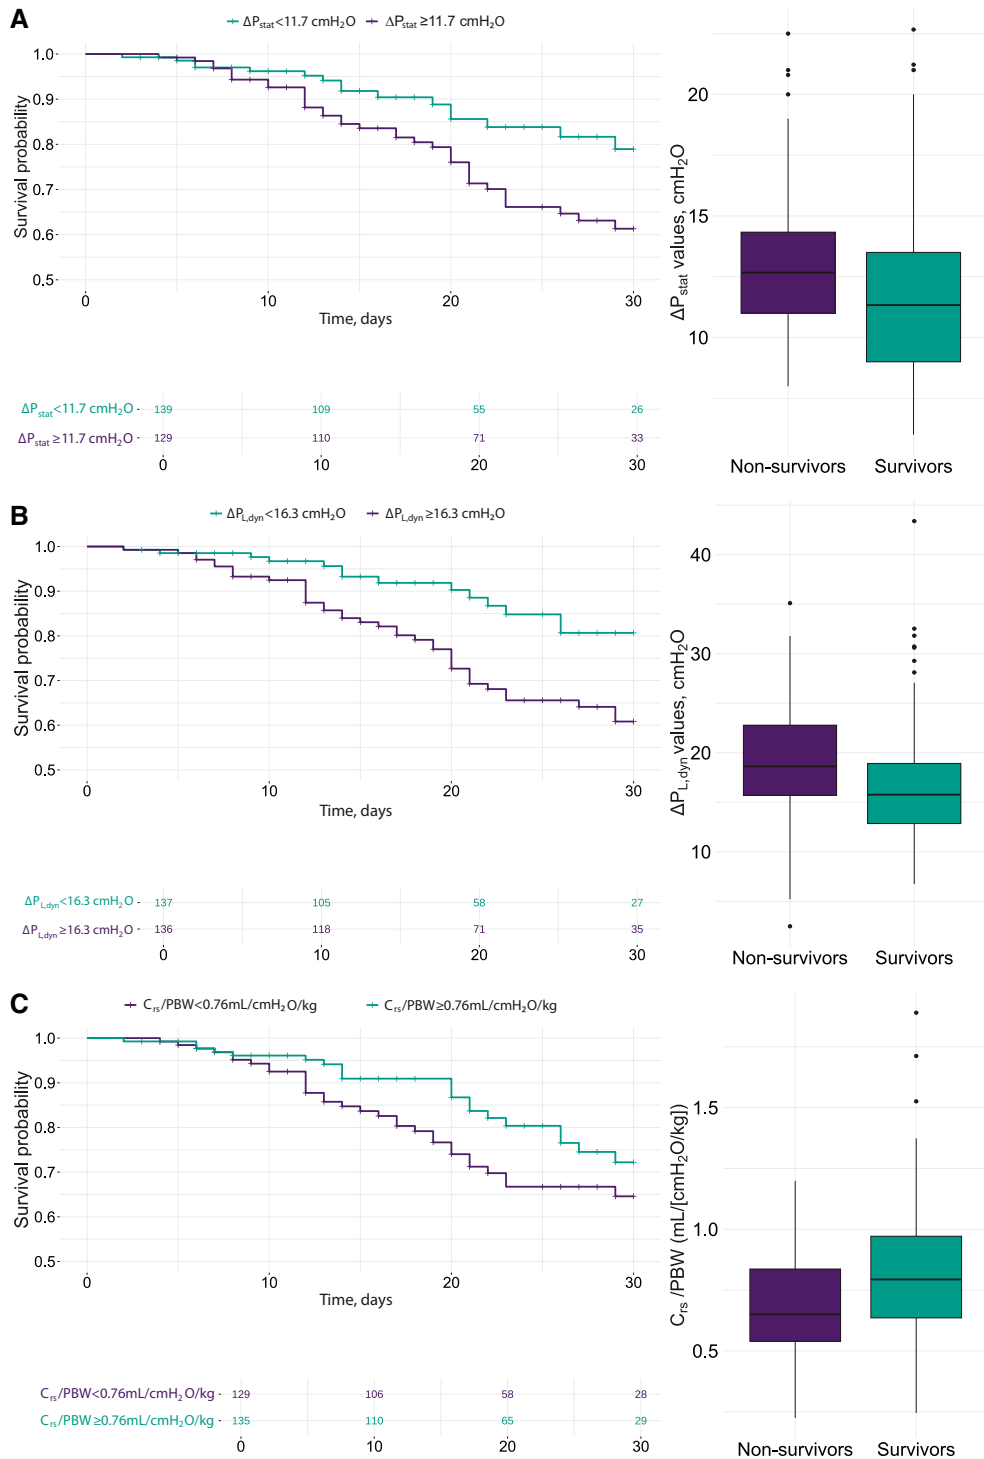 A
ΔPstat<11.7 cmH2O ΔPstat ≥11.7 cmH2O
Survival probability
1.0
0.9
0.8
0.7
0.6
0.5
0 10 20 30
Time, days
ΔPstat<11.7 cmH2O 139 109 55 26
ΔPstat ≥11.7 cmH2O 129 110 71 33
0 10 20 30
ΔPstat values, cmH2O
20
15
10
Non-survivors Survivors
B
ΔPL,dyn<16.3 cmH2O ΔPL,dyn ≥16.3 cmH2O
Survival probability
1.0
0.9
0.8
0.7
0.6
0.5
0 10 20 30
Time, days
ΔPL,dyn<16.3 cmH2O 137 105 58 27
ΔPL,dyn ≥16.3 cmH2O 136 118 71 35
0 10 20 30
ΔPL,dyn values, cmH2O
40
30
20
10
Non-survivors Survivors
C
Crs/PBW<0.76mL/cmH2O/kg Crs/PBW≥0.76mL/cmH2O/kg
Survival probability
1.0
0.9
0.8
0.7
0.6
0.5
0 10 20 30
Time, days
Crs/PBW<0.76mL/cmH2O/kg 129 106 58 28
Crs/PBW ≥0.76mL/cmH2O/kg 135 110 65 29
0 10 20 30
Crs /PBW (mL/[cmH2O/kg])
1.5
1.0
0.5
Non-survivors Survivors